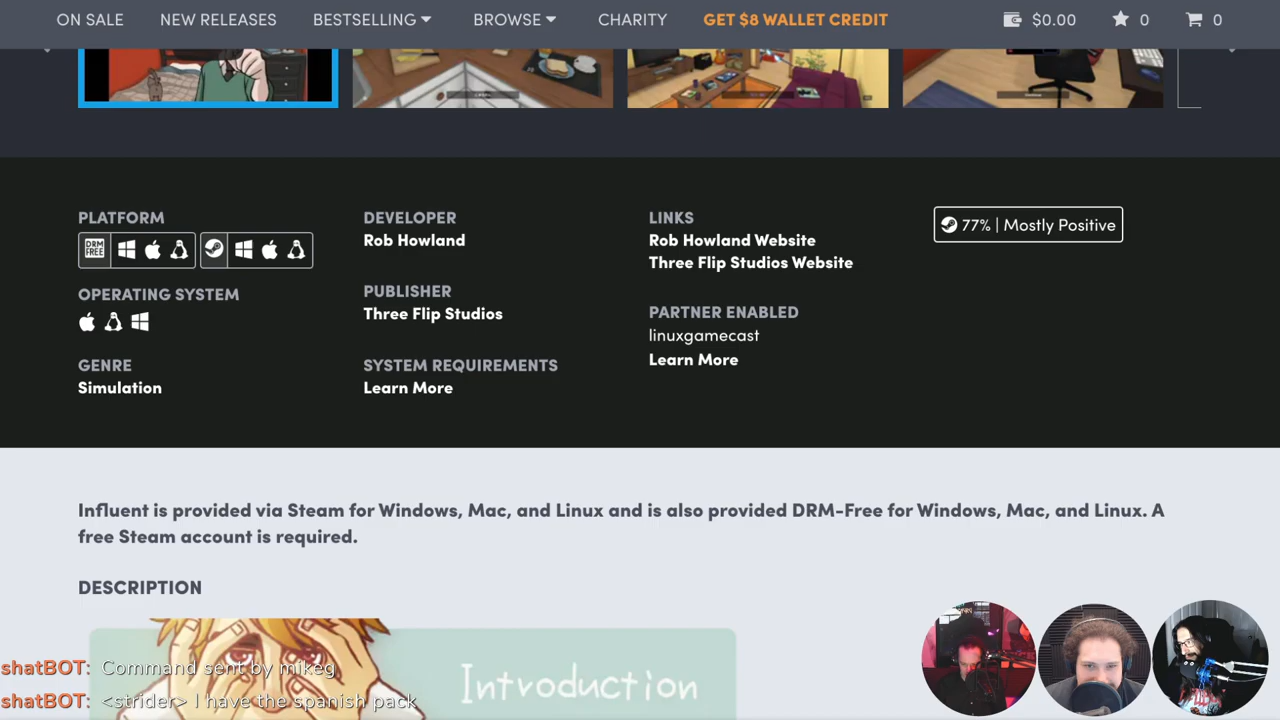 ON SALE NEW RELEASES BESTSELLING BROWSE CHARITY GET $8 WALLET CREDIT $0.00 0 0
PLATFORM
DRM FREE
OPERATING SYSTEM
GENRE
Simulation
DEVELOPER
Rob Howland
PUBLISHER
Three Flip Studios
SYSTEM REQUIREMENTS
Learn More
LINKS
Rob Howland Website
Three Flip Studios Website
PARTNER ENABLED
linuxgamecast
Learn More
77% | Mostly Positive
Influent is provided via Steam for Windows, Mac, and Linux and is also provided DRM-Free for Windows, Mac, and Linux. A
free Steam account is required.
DESCRIPTION
Introduction
shatBOT: Command sent by mikeg
shatBOT: <strider> I have the spanish pack